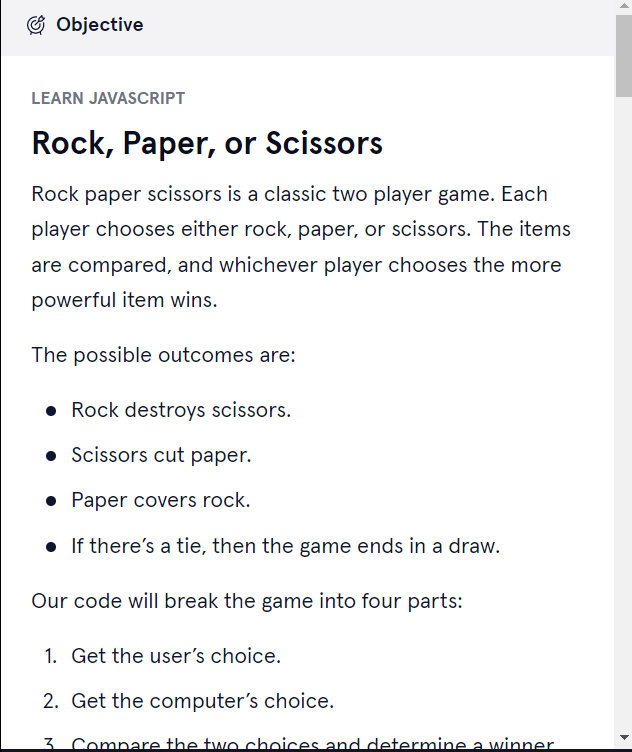 Objective
LEARN JAVASCRIPT
Rock, Paper, or Scissors
Rock paper scissors is a classic two player game. Each
player chooses either rock, paper, or scissors. The items
are compared, and whichever player chooses the more
powerful item wins.
The possible outcomes are:
Rock destroys scissors.
Scissors cut paper.
Paper covers rock.
If there’s a tie, then the game ends in a draw.
Our code will break the game into four parts:
1. Get the user’s choice.
2. Get the computer’s choice.
3. Compare the two choices and determine a winner